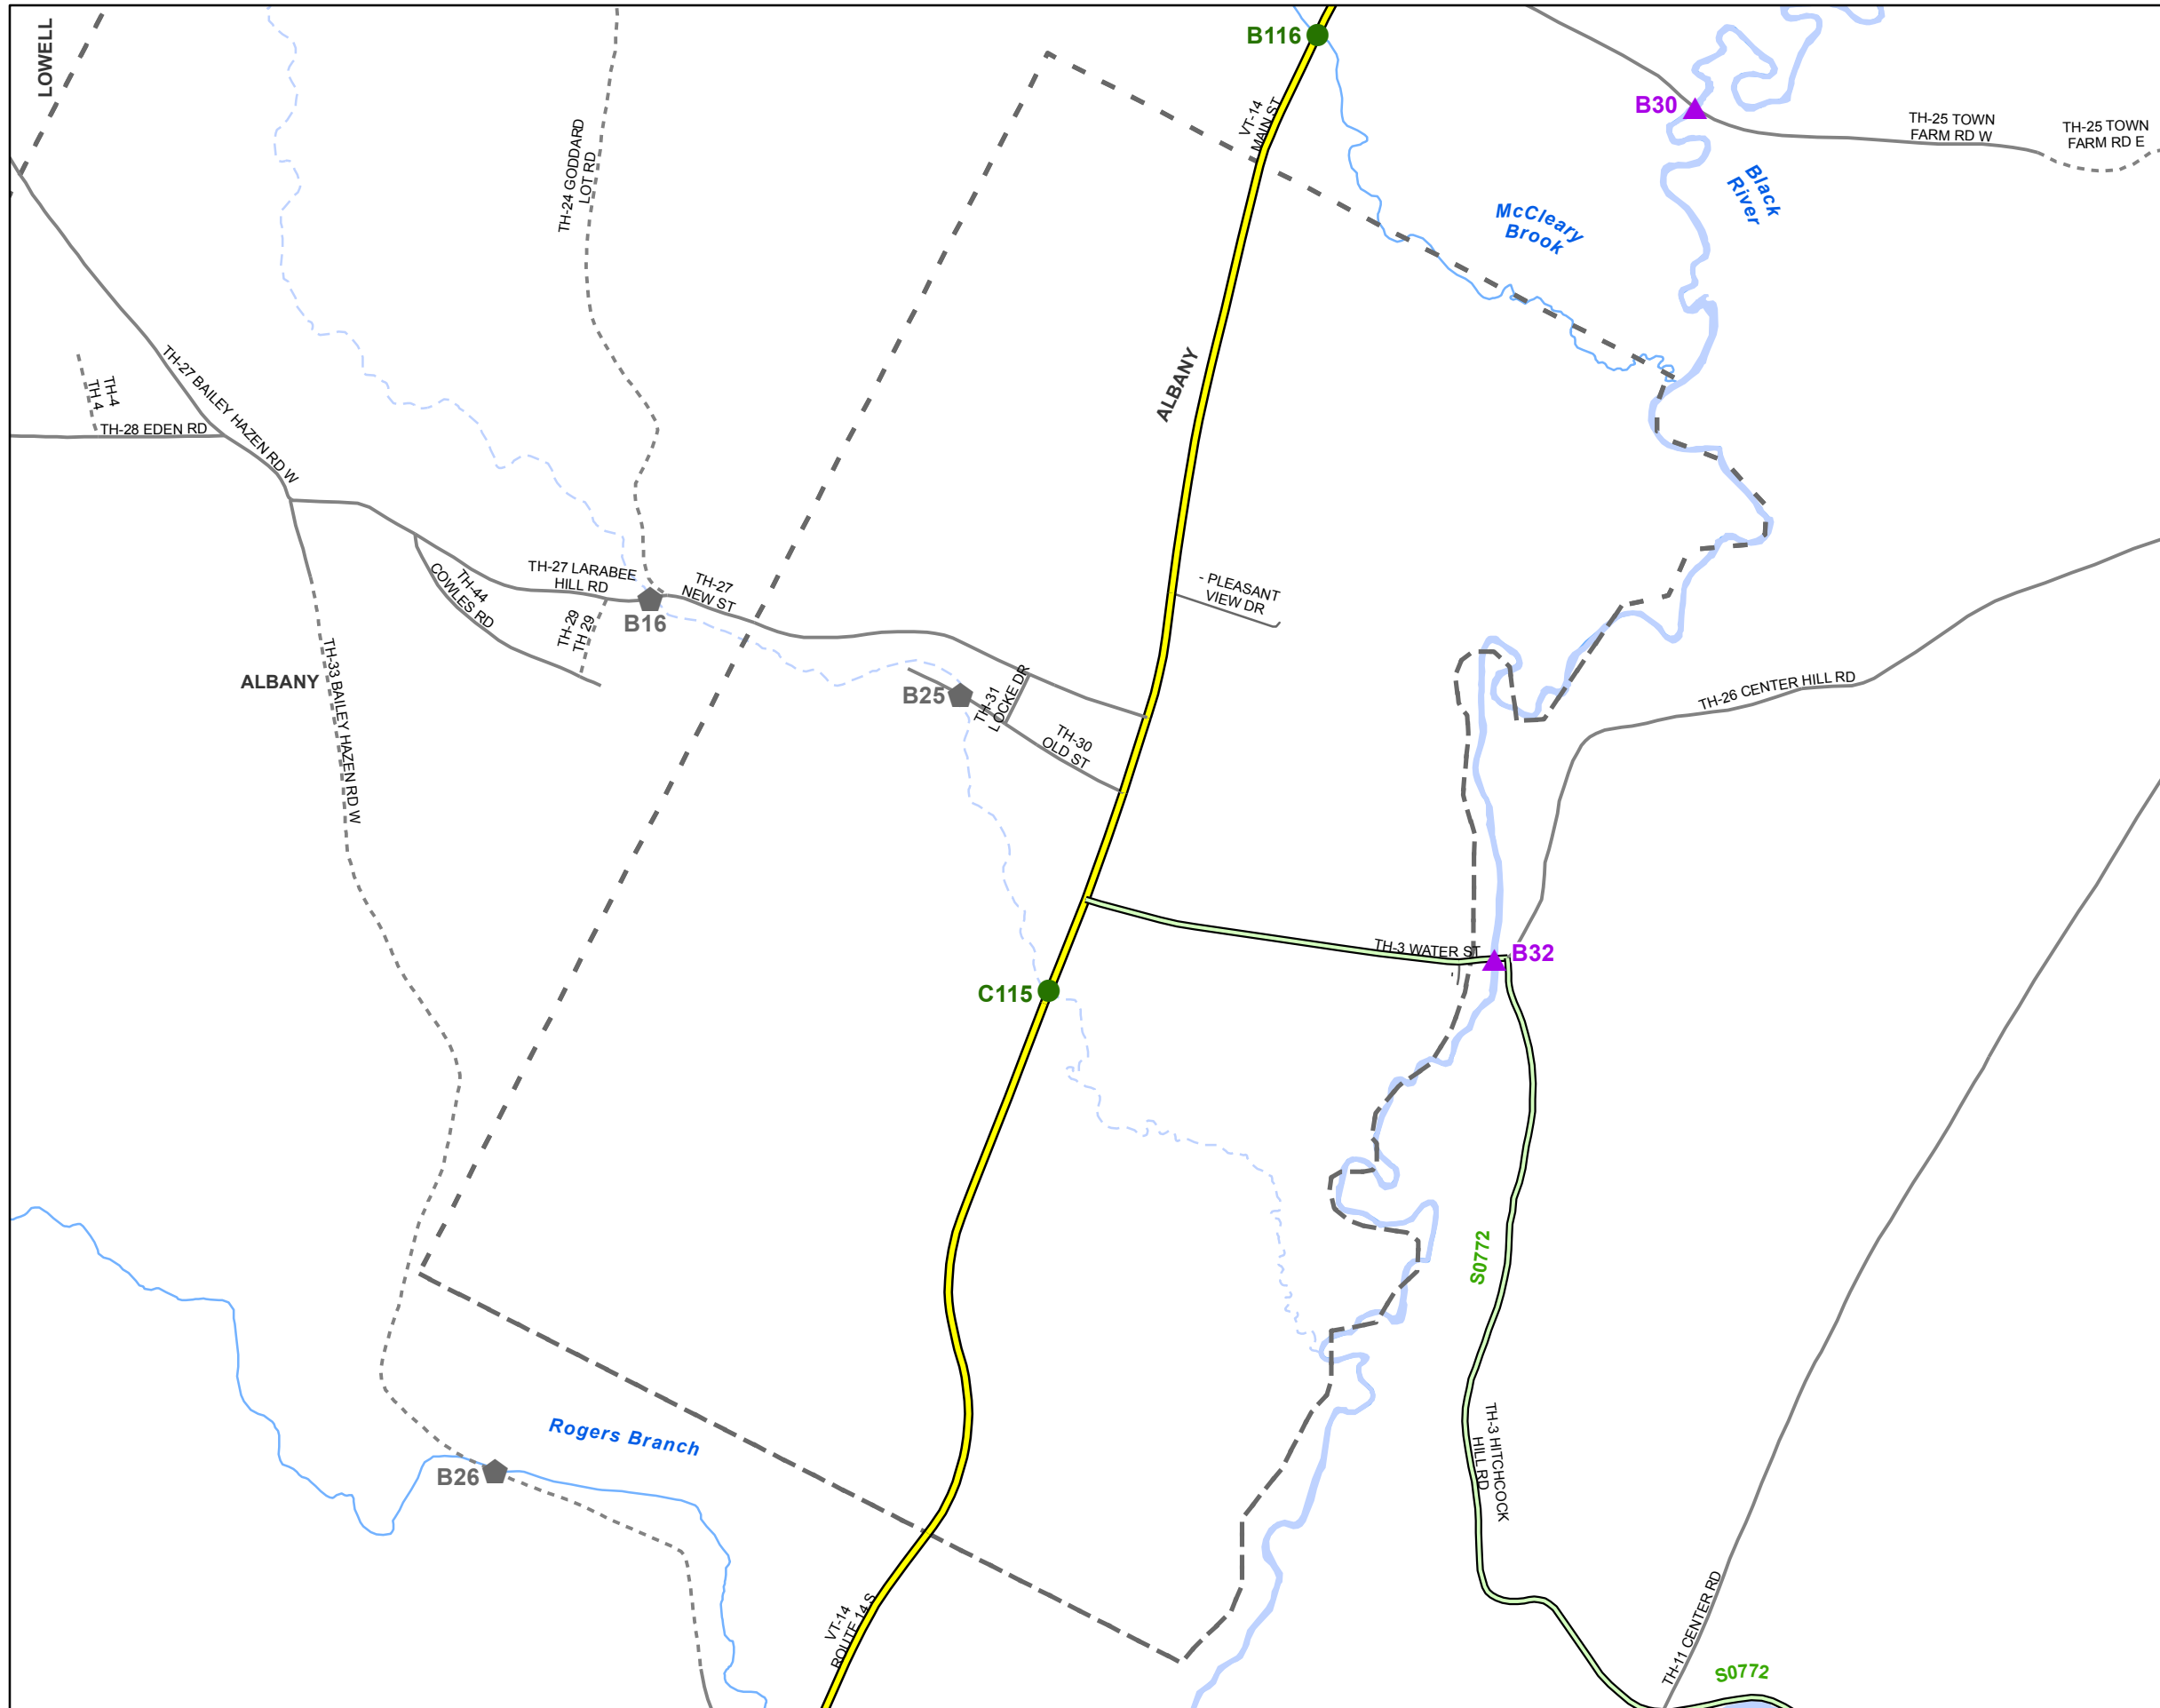 LOWELL
B116
VT-14
MAIN ST
B30
TH-25 TOWN
FARM RD W
TH-25 TOWN
FARM RD E
TH-24 GODDARD
LOT RD
Black
River
McCleary
Brook
TH-27 BAILEY HAZEN RD W
TH-4
TH 4
TH-28 EDEN RD
ALBANY
TH-27 LARABEE
HILL RD
TH-27
NEW ST
- PLEASANT
VIEW DR
TH-44
COWLES RD
TH-29
TH 29
B16
ALBANY
TH-33 BAILEY HAZEN RD W
B25
TH-31
LOCKE DR
TH-30
OLD ST
TH-26 CENTER HILL RD
TH-3 WATER ST
B32
-
C115
S0772
Rogers Branch
B26
TH-3 HITCHCOCK
HILL RD
VT-14
ROUTE 14 S
TH-11 CENTER RD
S0772